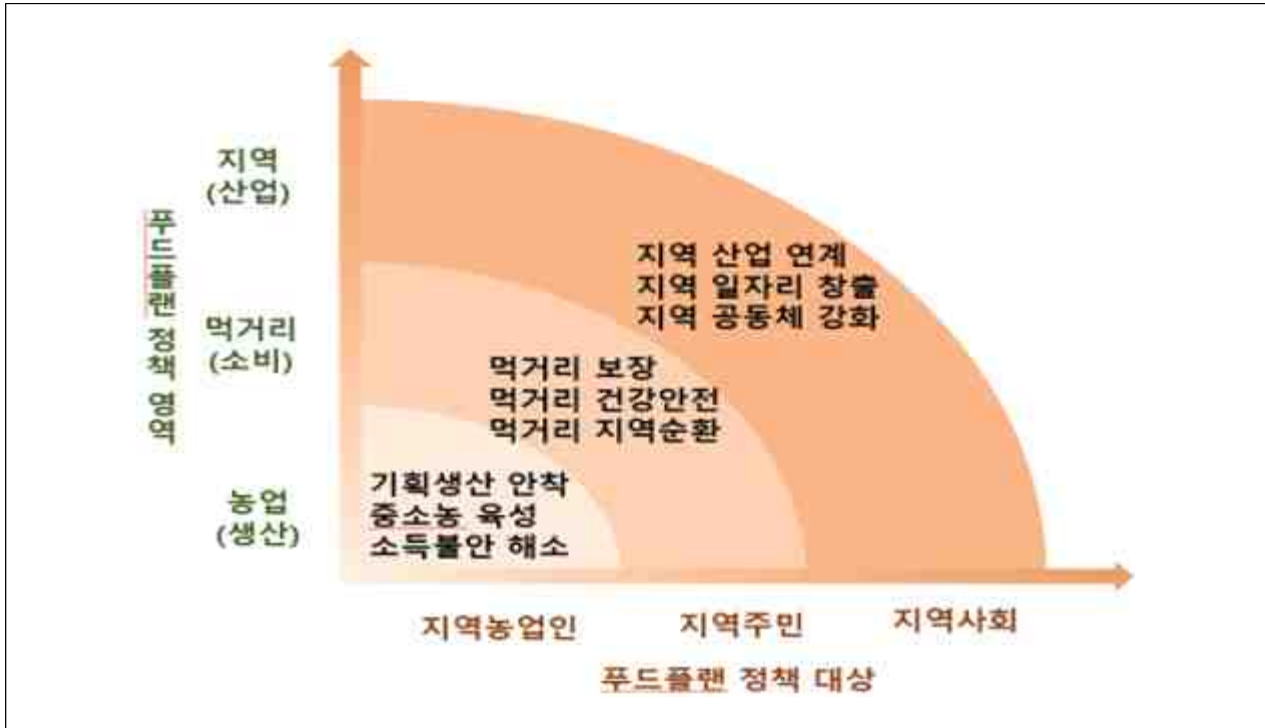 지역
(산업)
푸드플랜 정책 영역
지역 산업 연계
지역 일자리 창출
지역 공동체 강화
먹거리
(소비)
먹거리 보장
먹거리 건강안전
먹거리 지역순환
농업
(생산)
기획생산 안착
중소농 육성
소득불안 해소
지역농업인
지역주민
지역사회
푸드플랜 정책 대상